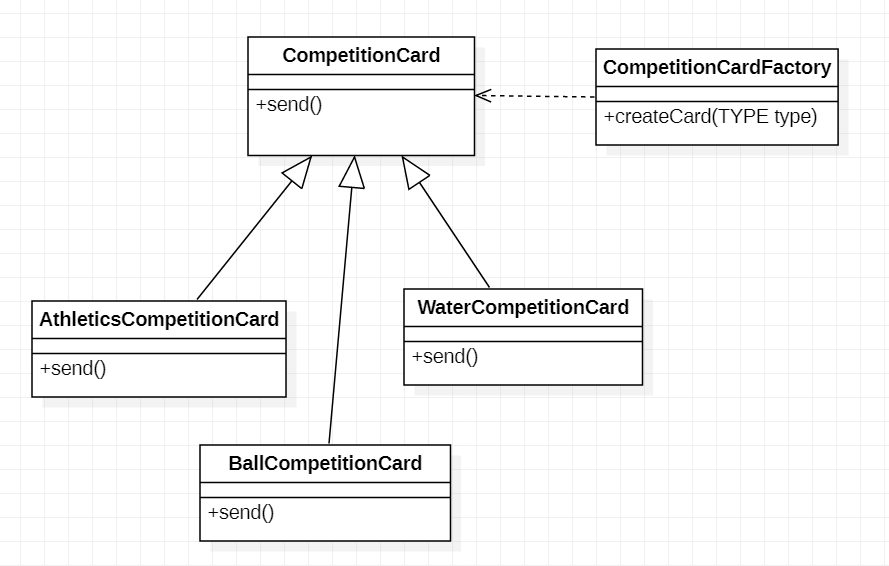 CompetitionCard
+send()
CompetitionCardFactory
+createCard(TYPE type)
AthleticsCompetitionCard
+send()
WaterCompetitionCard
+send()
BallCompetitionCard
+send()